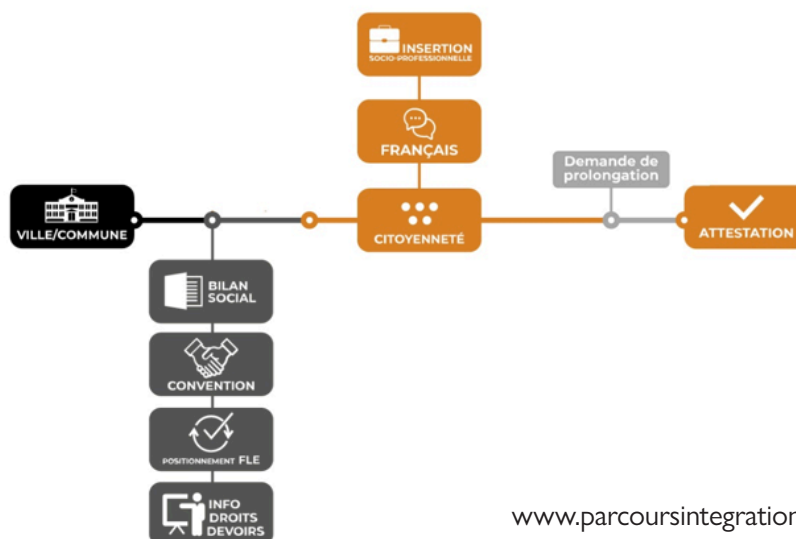 INSERTION
SOCIO-PROFESSIONNELLE
FRANÇAIS
Demande de
prolongation
VILLE/COMMUNE
CITOYENNETÉ
ATTESTATION
BILAN
SOCIAL
CONVENTION
POSITIONNEMENT FLE
INFO
DROITS
DEVOIRS
www.parcoursintegration